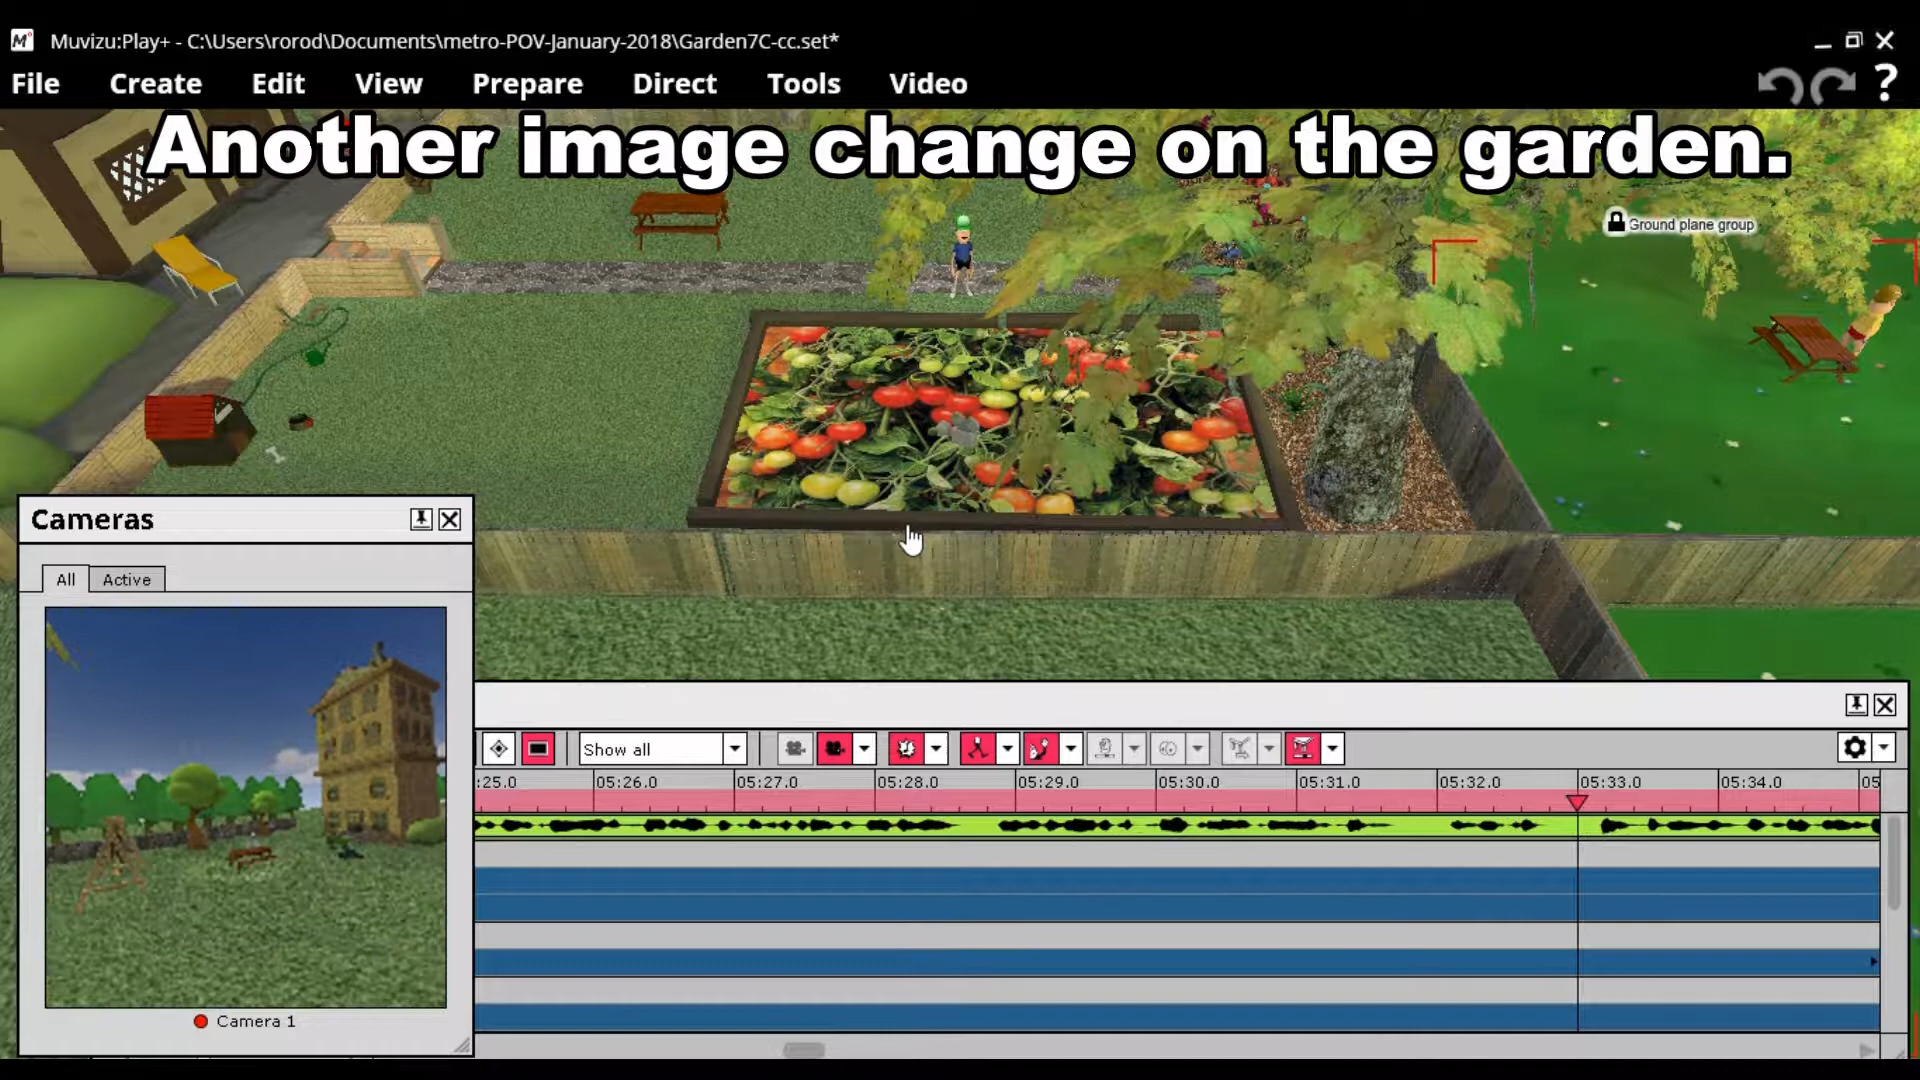 Muvizu:Play+ - C:\Users\rorod\Documents\metro-POV-January-2018\Garden7C-cc.set*
File Create Edit View Prepare Direct Tools Video ?
Another image change on the garden.
Ground plane group
Cameras
All Active
Camera 1
Show all
:25.0 05:26.0 05:27.0 05:28.0 05:29.0 05:30.0 05:31.0 05:32.0 05:33.0 05:34.0 05